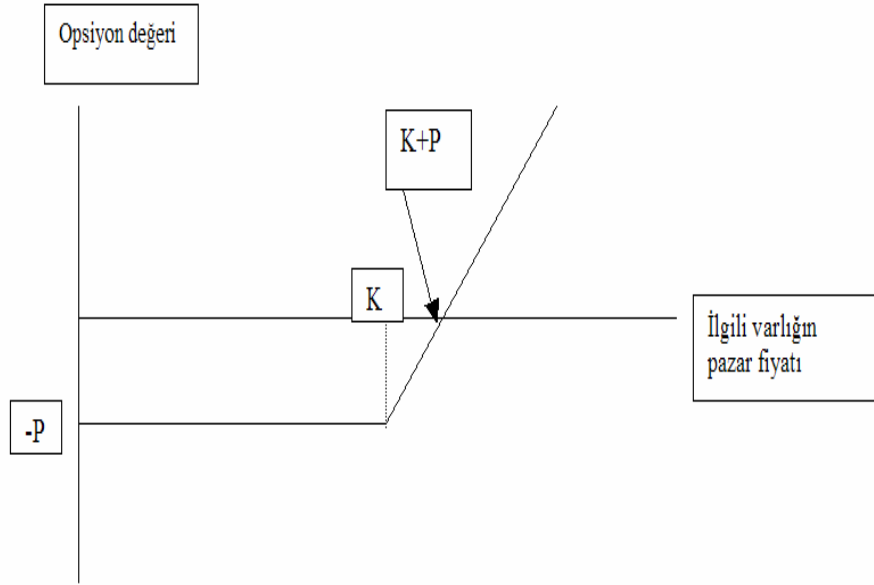 Opsiyon değeri
K+P
K
İlgili varlığın
pazar fiyatı
-P